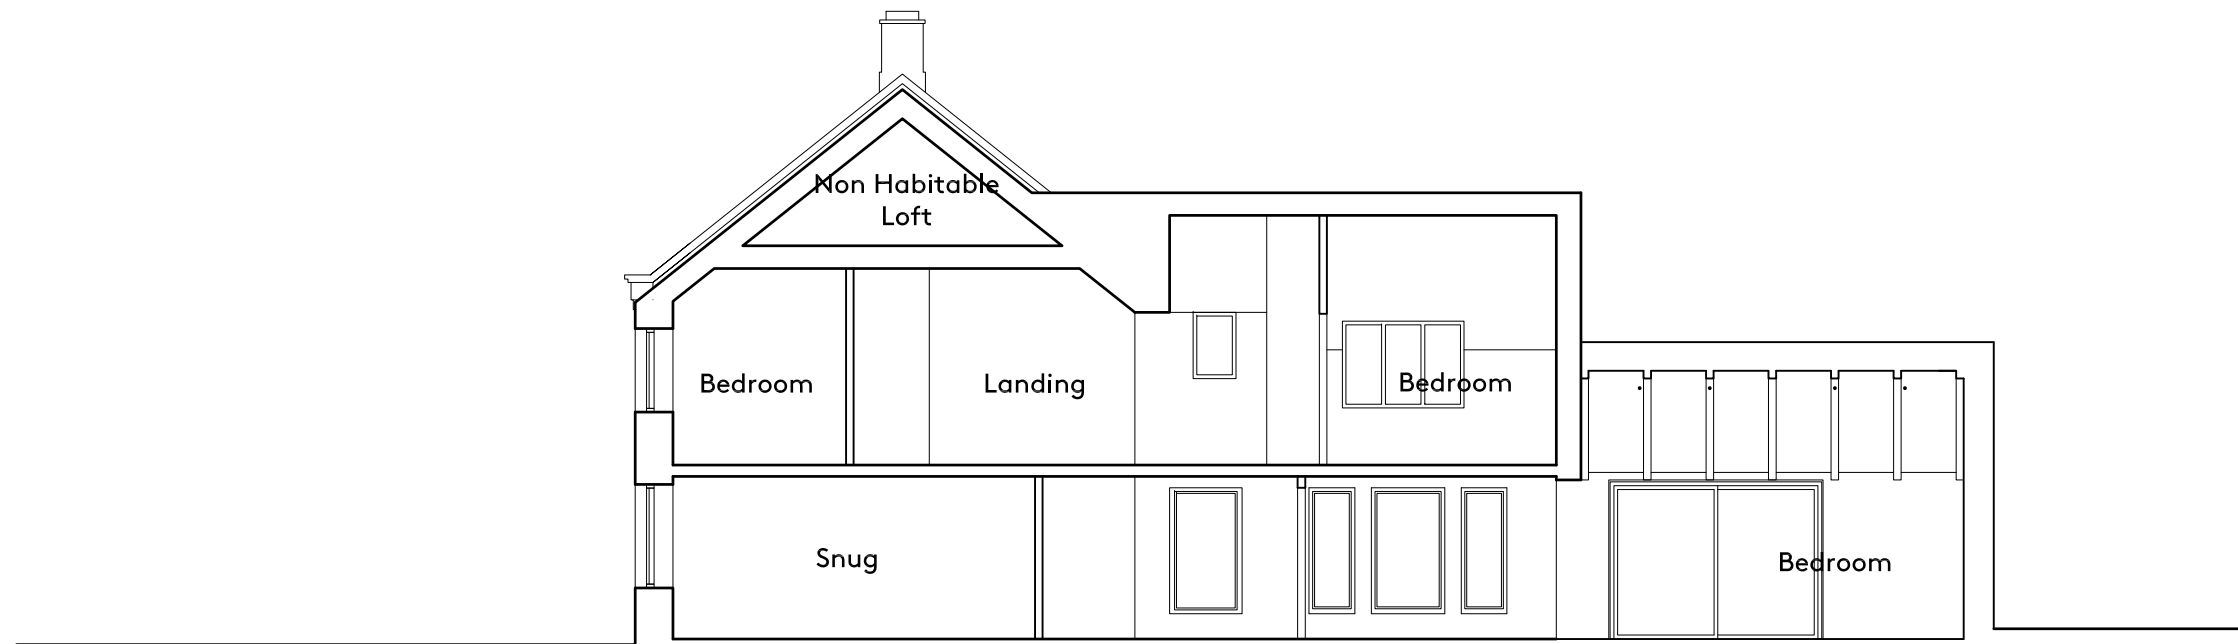 Non Habitable
Loft
Bedroom
Landing
Bedroom
Snug
Bedroom